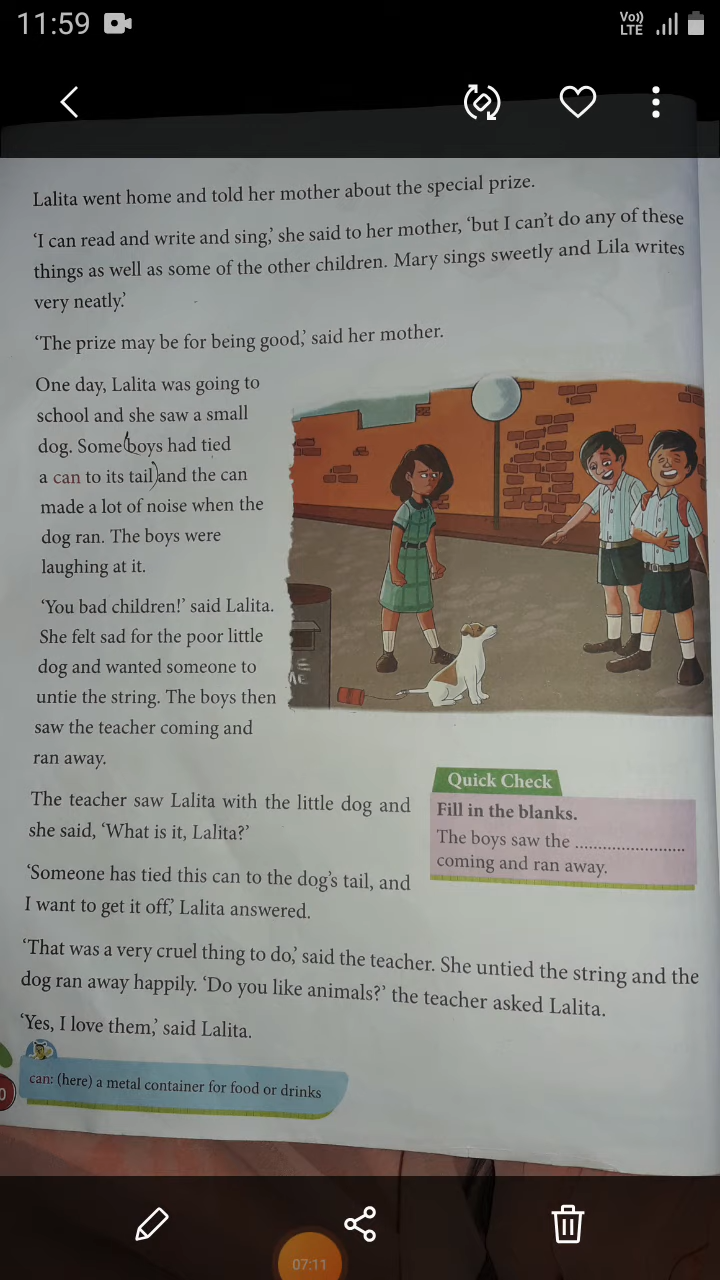 11:59
Vo))
LTE
Lalita went home and told her mother about the special prize.
‘I can read and write and sing,’ she said to her mother, ‘but I can’t do any of these
things as well as some of the other children. Mary sings sweetly and Lila writes
very neatly.’
‘The prize may be for being good,’ said her mother.
One day, Lalita was going to
school and she saw a small
dog. Some boys had tied
a can to its tail and the can
made a lot of noise when the
dog ran. The boys were
laughing at it.
‘You bad children!’ said Lalita.
She felt sad for the poor little
dog and wanted someone to
untie the string. The boys then
saw the teacher coming and
ran away.
The teacher saw Lalita with the little dog and
she said, ‘What is it, Lalita?’
‘Someone has tied this can to the dog’s tail, and
I want to get it off,’ Lalita answered.
Quick Check
Fill in the blanks.
The boys saw the ........................
coming and ran away.
‘That was a very cruel thing to do,’ said the teacher. She untied the string and the
dog ran away happily. ‘Do you like animals?’ the teacher asked Lalita.
‘Yes, I love them,’ said Lalita.
can: (here) a metal container for food or drinks
07:11